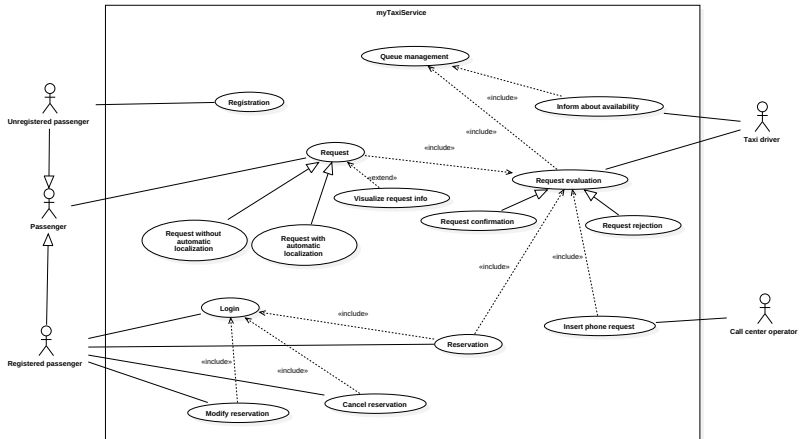 myTaxiService
Queue management
«include»
Inform about availability
Registration
Unregistered passenger
Taxi driver
«include»
«include»
Request
«extend»
Request evaluation
Visualize request info
Passenger
Request confirmation
Request rejection
Request without
automatic
localization
Request with
automatic
localization
«include»
«include»
Login
«include»
Insert phone request
Call center operator
Reservation
Registered passenger
«include»
«include»
Modify reservation
Cancel reservation